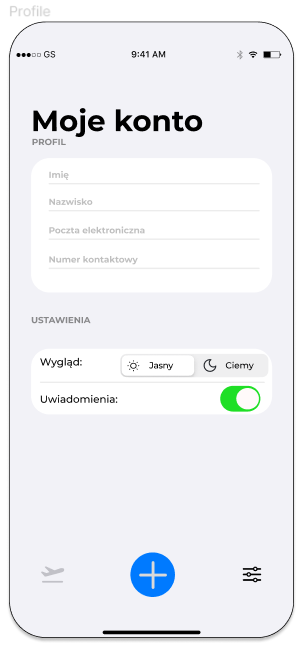 Profile
GS 9:41 AM
Moje konto
PROFIL
Imię
Nazwisko
Poczta elektroniczna
Numer kontaktowy
USTAWIENIA
Wygląd: Jasny Ciemy
Uwiadomienia: